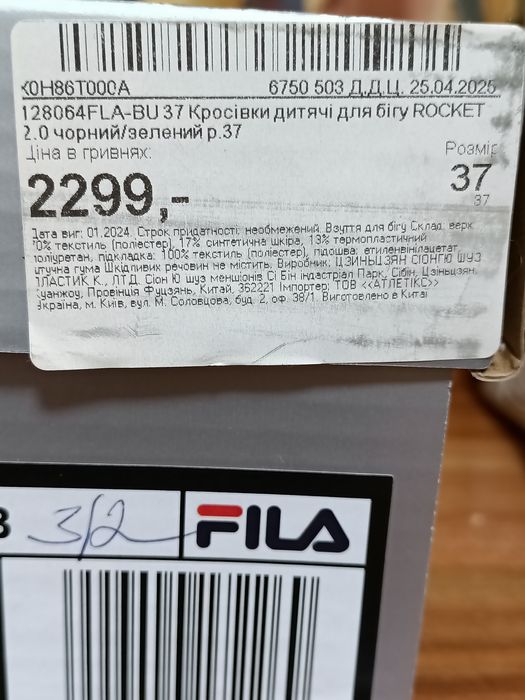 K0H86T000A 6750 503 Д.Д.Ц. 25.04.2025
128064FLA-BU 37 Кросівки дитячі для бігу ROCKET
2.0 чорний/зелений р.37
Ціна в гривнях: Розмір
2299,- 37
37
Дата виг: 01.2024. Строк придатності: необмежений. Взуття для бігу Склад: верх:
70% текстиль (поліестер), 17% синтетична шкіра, 13% термопластичний
поліуретан, підкладка: 100% текстиль (поліестер), підошва: етиленвінілацетат,
штучна гума Шкідливих речовин не містить. Виробник: ЦЗИНЬЦЗЯН СІОНГЮ ШУЗ
ПЛАСТИК К., ЛТД. Сіон Ю шуз меншіонів Сі Бін індастріал Парк, Сібін, Цзіньцзян,
Куанжоу, Провінція Фуцзянь, Китай, 362221 Імпортер: ТОВ <<АТЛЕТІКС>>
Україна, м. Київ, вул. М. Соловцова, буд. 2, оф. 38/1. Виготовлено в Китаї
3/2 FILA